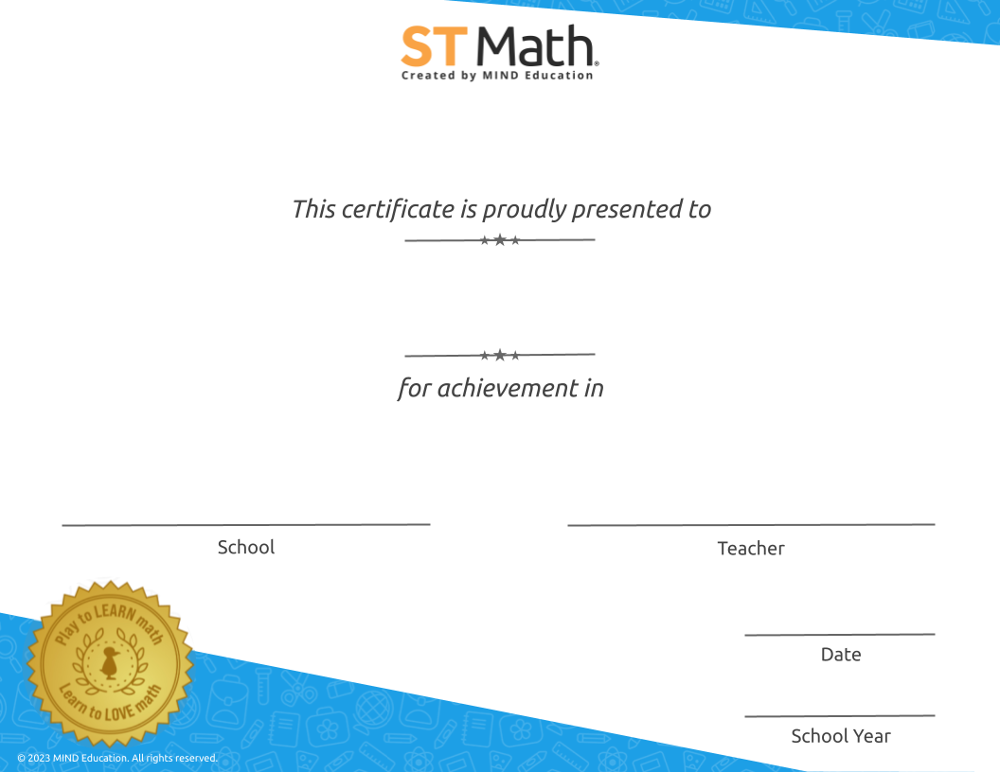 ST Math®
Created by MIND Education
This certificate is proudly presented to
for achievement in
School
Teacher
Play to LEARN math
Learn to LOVE math
Date
School Year
© 2023 MIND Education. All rights reserved.